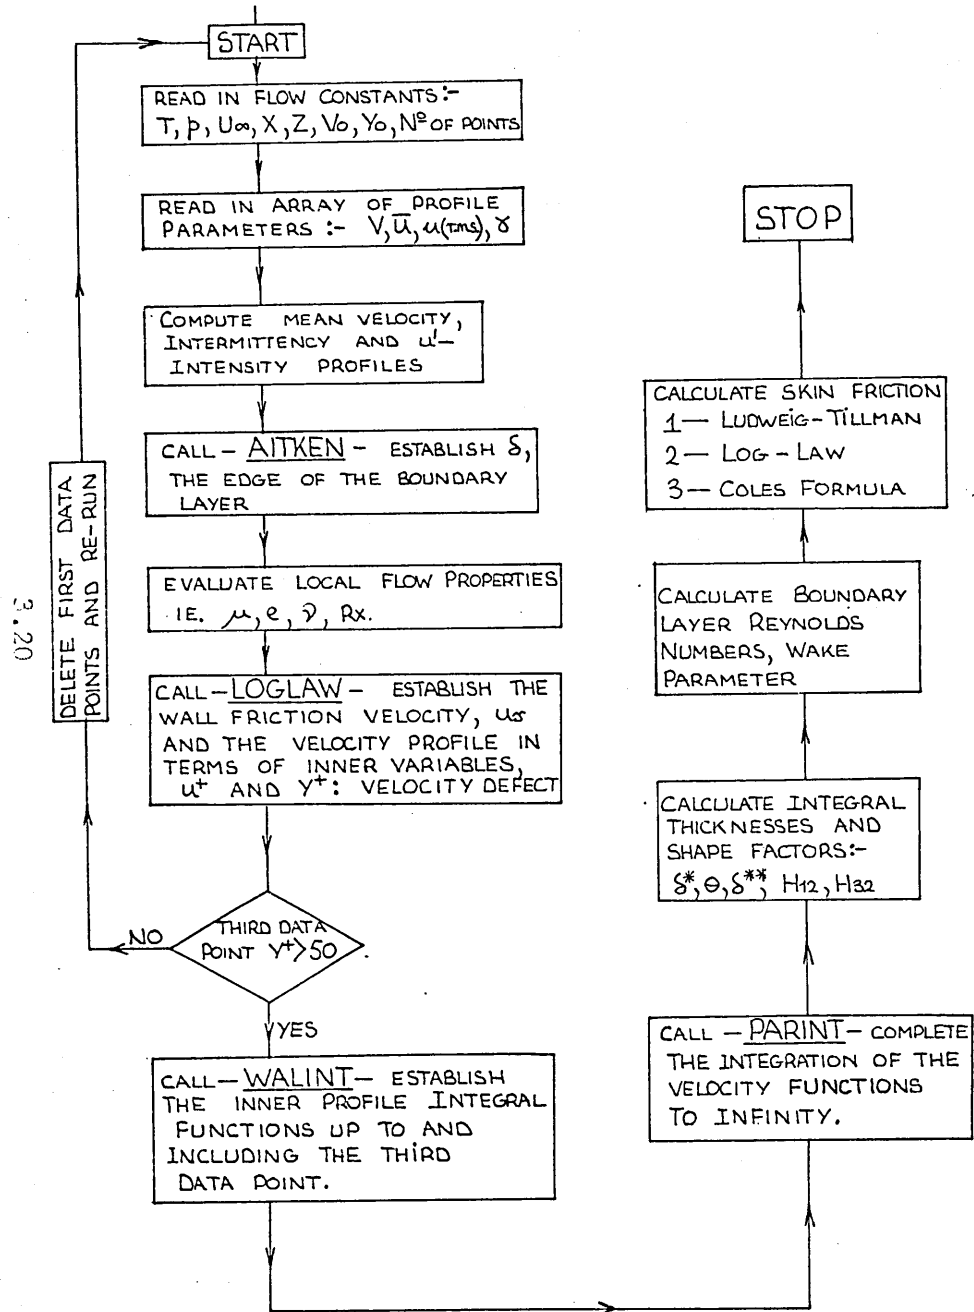 START
READ IN FLOW CONSTANTS:-
T, p, U∞, X, Z, Vo, Yo, Nº OF POINTS
READ IN ARRAY OF PROFILE
PARAMETERS :- V, U̅, u(rms), γ
COMPUTE MEAN VELOCITY,
INTERMITTENCY AND u'-
INTENSITY PROFILES
CALL - AITKEN - ESTABLISH δ,
THE EDGE OF THE BOUNDARY
LAYER
EVALUATE LOCAL FLOW PROPERTIES
IE. μ, ρ, ν, Rx.
CALL - LOGLAW - ESTABLISH THE
WALL FRICTION VELOCITY, uτ
AND THE VELOCITY PROFILE IN
TERMS OF INNER VARIABLES,
u+ AND Y+ : VELOCITY DEFECT
THIRD DATA
POINT Y+>50
NO
YES
DELETE FIRST DATA
POINTS AND RE-RUN
3.20
CALL - WALINT - ESTABLISH
THE INNER PROFILE INTEGRAL
FUNCTIONS UP TO AND
INCLUDING THE THIRD
DATA POINT.
CALL - PARINT - COMPLETE
THE INTEGRATION OF THE
VELOCITY FUNCTIONS
TO INFINITY.
CALCULATE INTEGRAL
THICKNESSES AND
SHAPE FACTORS:-
δ*, θ, δ**, H12, H32
CALCULATE BOUNDARY
LAYER REYNOLDS
NUMBERS, WAKE
PARAMETER
CALCULATE SKIN FRICTION
1 — LUDWEIG-TILLMAN
2 — LOG-LAW
3 — COLES FORMULA
STOP